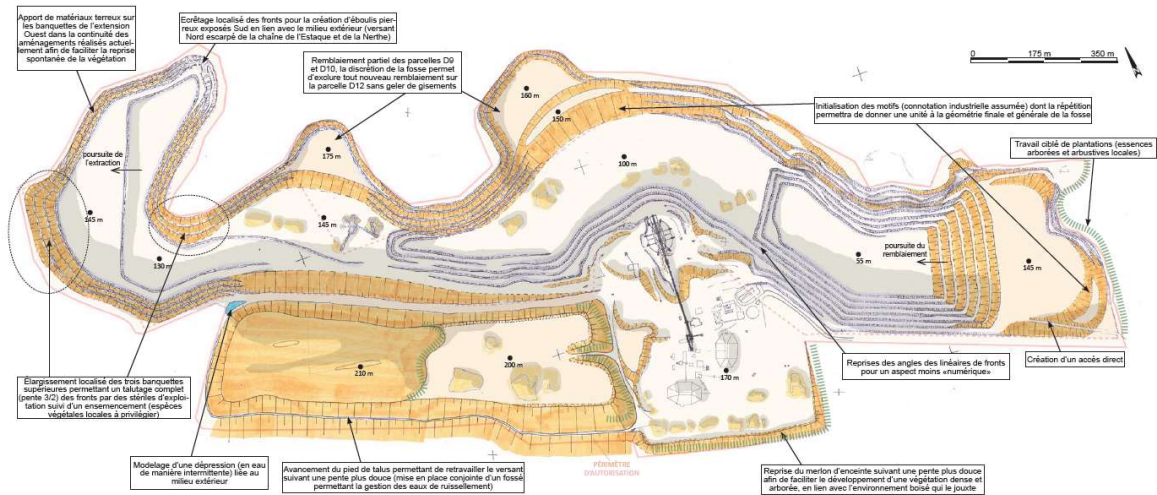 Apport de matériaux terreux sur
les banquettes de l'extension
Ouest dans la continuité des
aménagements réalisés actuel-
lement afin de faciliter la reprise
spontanée de la végétation
Ecrêtage localisé des fronts pour la création d'éboulis pier-
reux exposés Sud en lien avec le milieu extérieur (versant
Nord escarpé de la chaîne de l'Estaque et de la Nerthe)
Remblaiement partiel des parcelles D9
et D10, la discrétion de la fosse permet
d'exclure tout nouveau remblaiement sur
la parcelle D12 sans geler de gisements
0 175 m 350 m
Initialisation des motifs (connotation industrielle assumée) dont la répétition
permettra de donner une unité à la géométrie finale et générale de la fosse
Travail ciblé de plantations (essences
arborées et arbustives locales)
160 m
150 m
175 m
100 m
poursuite de
l'extraction
145 m
145 m
130 m
55 m
poursuite du
remblaiement
145 m
210 m
200 m
170 m
Reprises des angles des linéaires de fronts
pour un aspect moins «numérique»
Création d'un accès direct
Élargissement localisé des trois banquettes
supérieures permettant un talutage complet
(pente 3/2) des fronts par des stériles d'exploi-
tation suivi d'un ensemencement (espèces
végétales locales à privilégier)
Modelage d'une dépression (en eau
de manière intermittente) liée au
milieu extérieur
Avancement du pied de talus permettant de retravailler le versant
suivant une pente plus douce (mise en place conjointe d'un fossé
permettant la gestion des eaux de ruissellement)
PÉRIMÈTRE
D'AUTORISATION
Reprise du merlon d'enceinte suivant une pente plus douce
afin de faciliter le développement d'une végétation dense et
arborée, en lien avec l'environnement boisé qui le jouxte